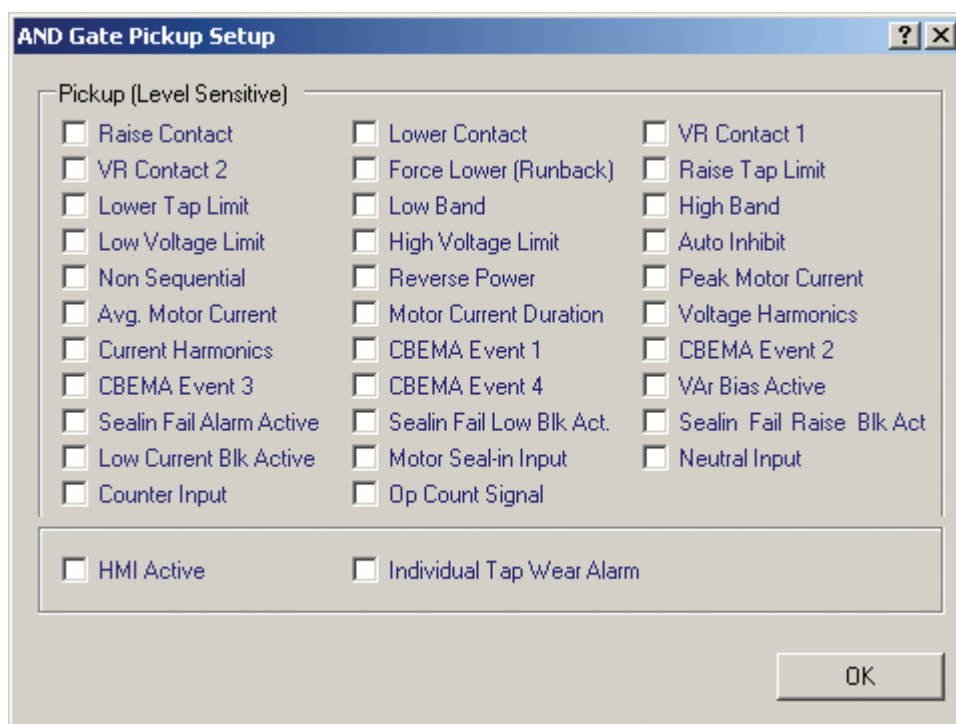 AND Gate Pickup Setup
Pickup (Level Sensitive)
Raise Contact Lower Contact VR Contact 1
VR Contact 2 Force Lower (Runback) Raise Tap Limit
Lower Tap Limit Low Band High Band
Low Voltage Limit High Voltage Limit Auto Inhibit
Non Sequential Reverse Power Peak Motor Current
Avg. Motor Current Motor Current Duration Voltage Harmonics
Current Harmonics CBEMA Event 1 CBEMA Event 2
CBEMA Event 3 CBEMA Event 4 VAr Bias Active
Sealin Fail Alarm Active Sealin Fail Low Blk Act. Sealin Fail Raise Blk Act
Low Current Blk Active Motor Seal-in Input Neutral Input
Counter Input Op Count Signal
HMI Active Individual Tap Wear Alarm
OK